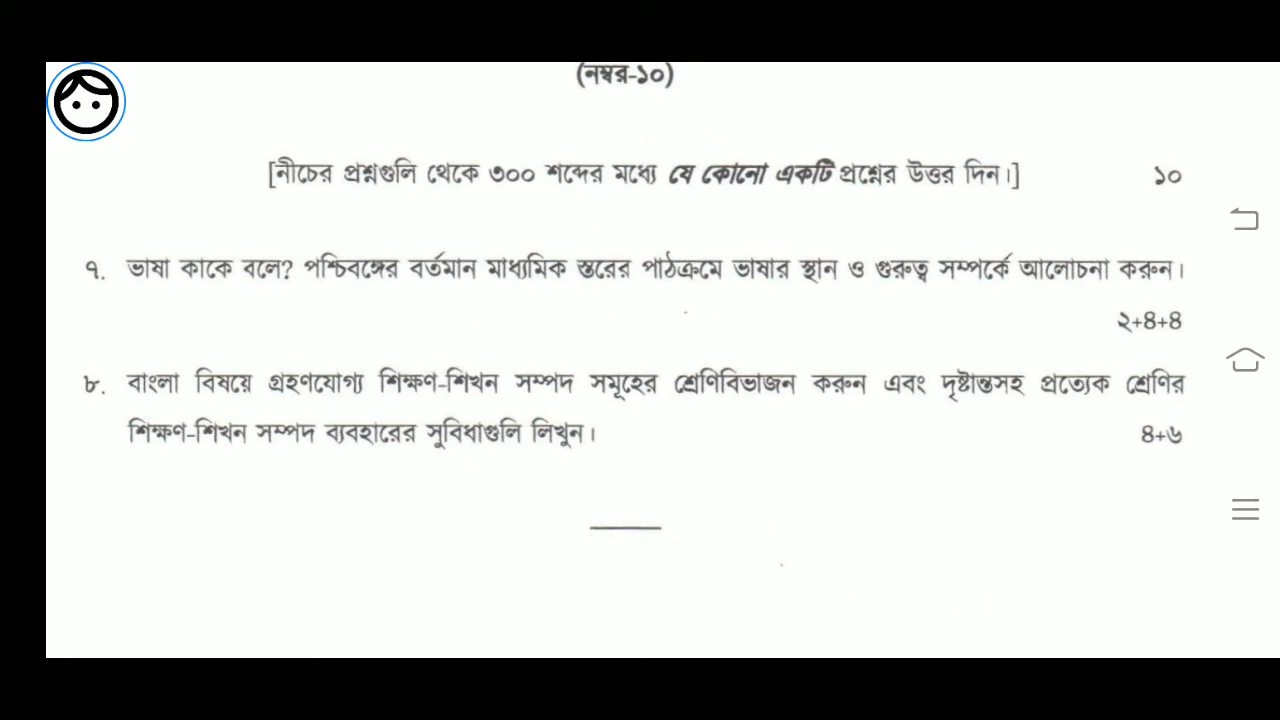 (নম্বর-১০)
[নীচের প্রশ্নগুলি থেকে ৩০০ শব্দের মধ্যে যে কোনো একটি প্রশ্নের উত্তর দিন।] ১০
৭. ভাষা কাকে বলে? পশ্চিবঙ্গের বর্তমান মাধ্যমিক স্তরের পাঠক্রমে ভাষার স্থান ও গুরুত্ব সম্পর্কে আলোচনা করুন।
২+৪+৪
৮. বাংলা বিষয়ে গ্রহণযোগ্য শিক্ষণ-শিখন সম্পদ সমূহের শ্রেণিবিভাজন করুন এবং দৃষ্টান্তসহ প্রত্যেক শ্রেণির
শিক্ষণ-শিখন সম্পদ ব্যবহারের সুবিধাগুলি লিখুন। ৪+৬